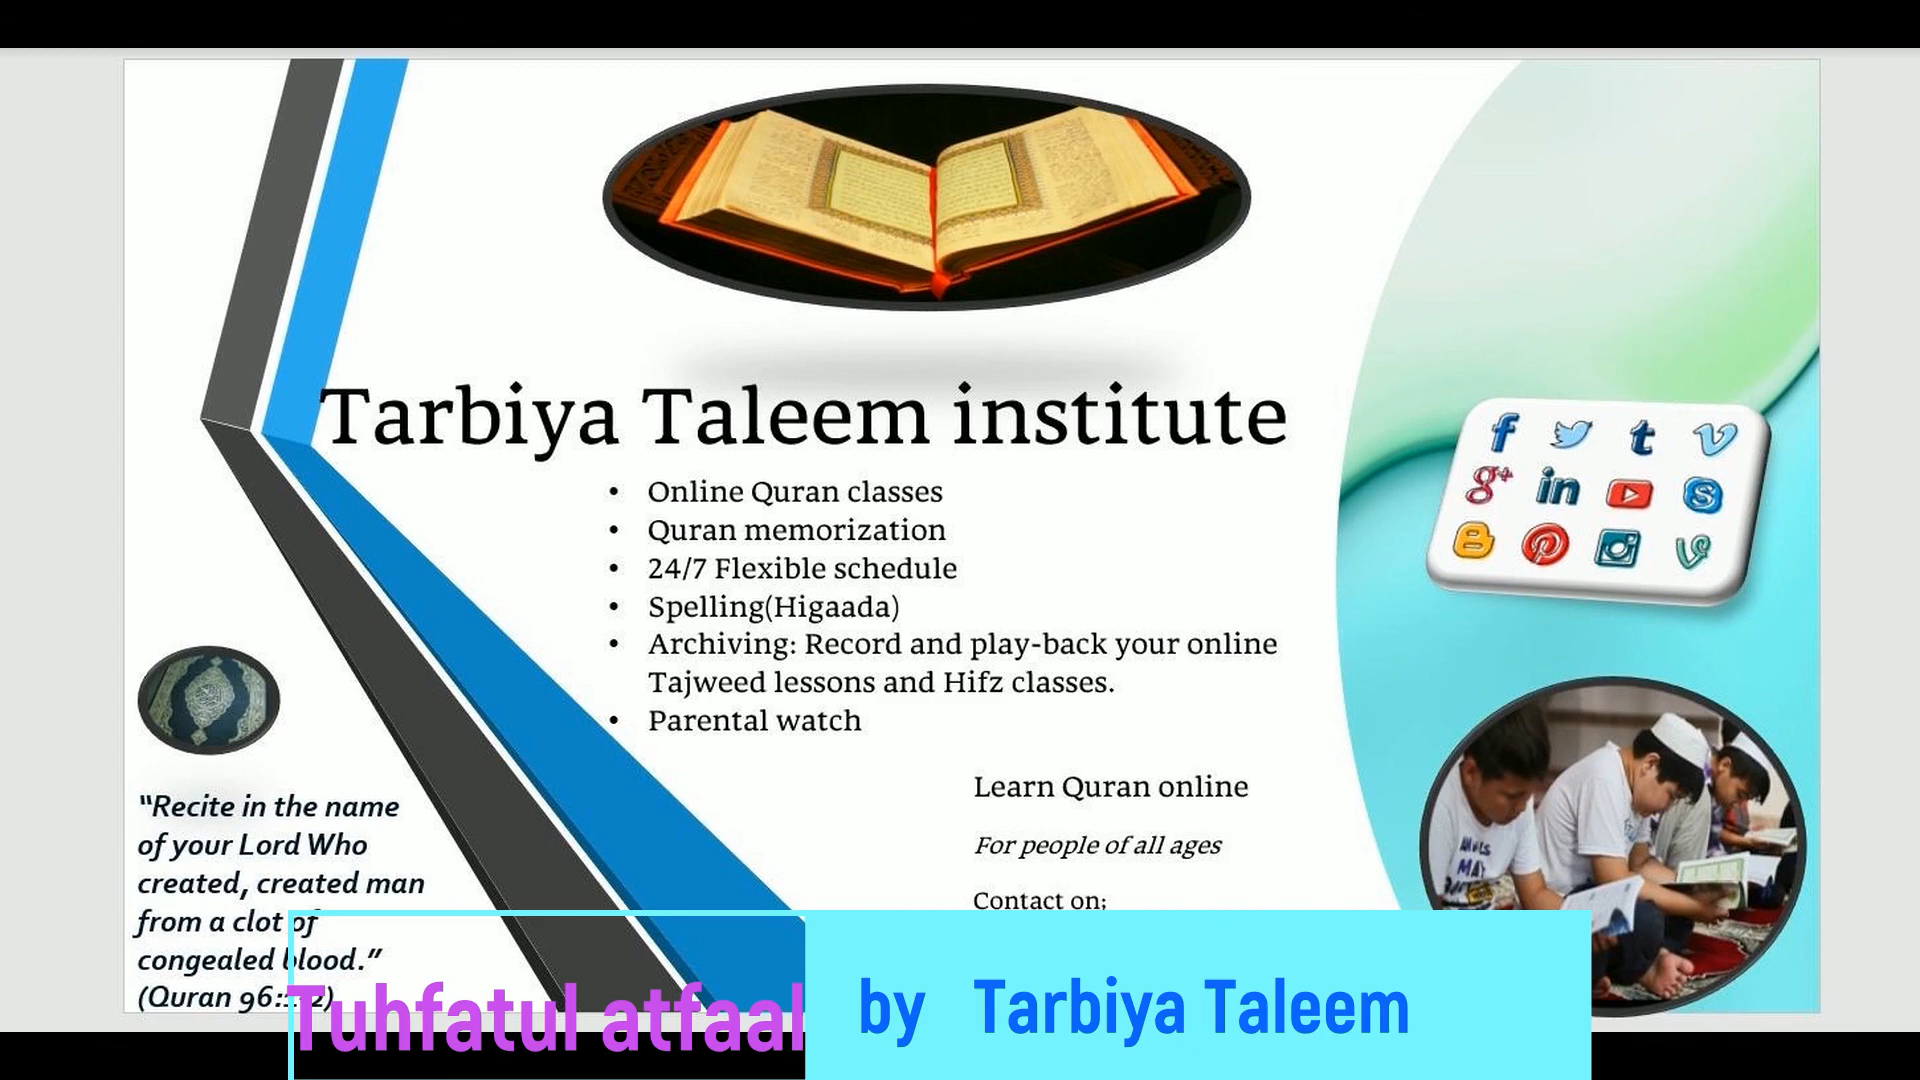 Tarbiya Taleem institute
• Online Quran classes
• Quran memorization
• 24/7 Flexible schedule
• Spelling(Higaada)
• Archiving: Record and play-back your online
Tajweed lessons and Hifz classes.
• Parental watch
Learn Quran online
For people of all ages
Contact on:
“Recite in the name
of your Lord Who
created, created man
from a clot of
congealed blood.”
(Quran
Tuhfatul atfaal by Tarbiya Taleem